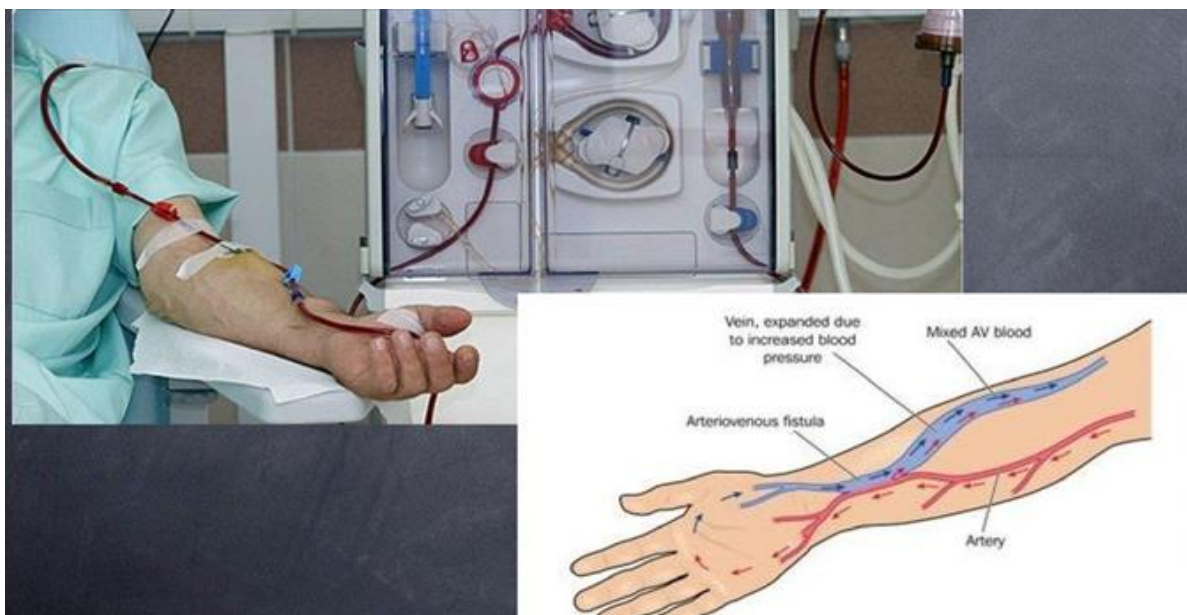 Vein, expanded due
to increased blood
pressure
Mixed AV blood
Arteriovenous fistula
Artery